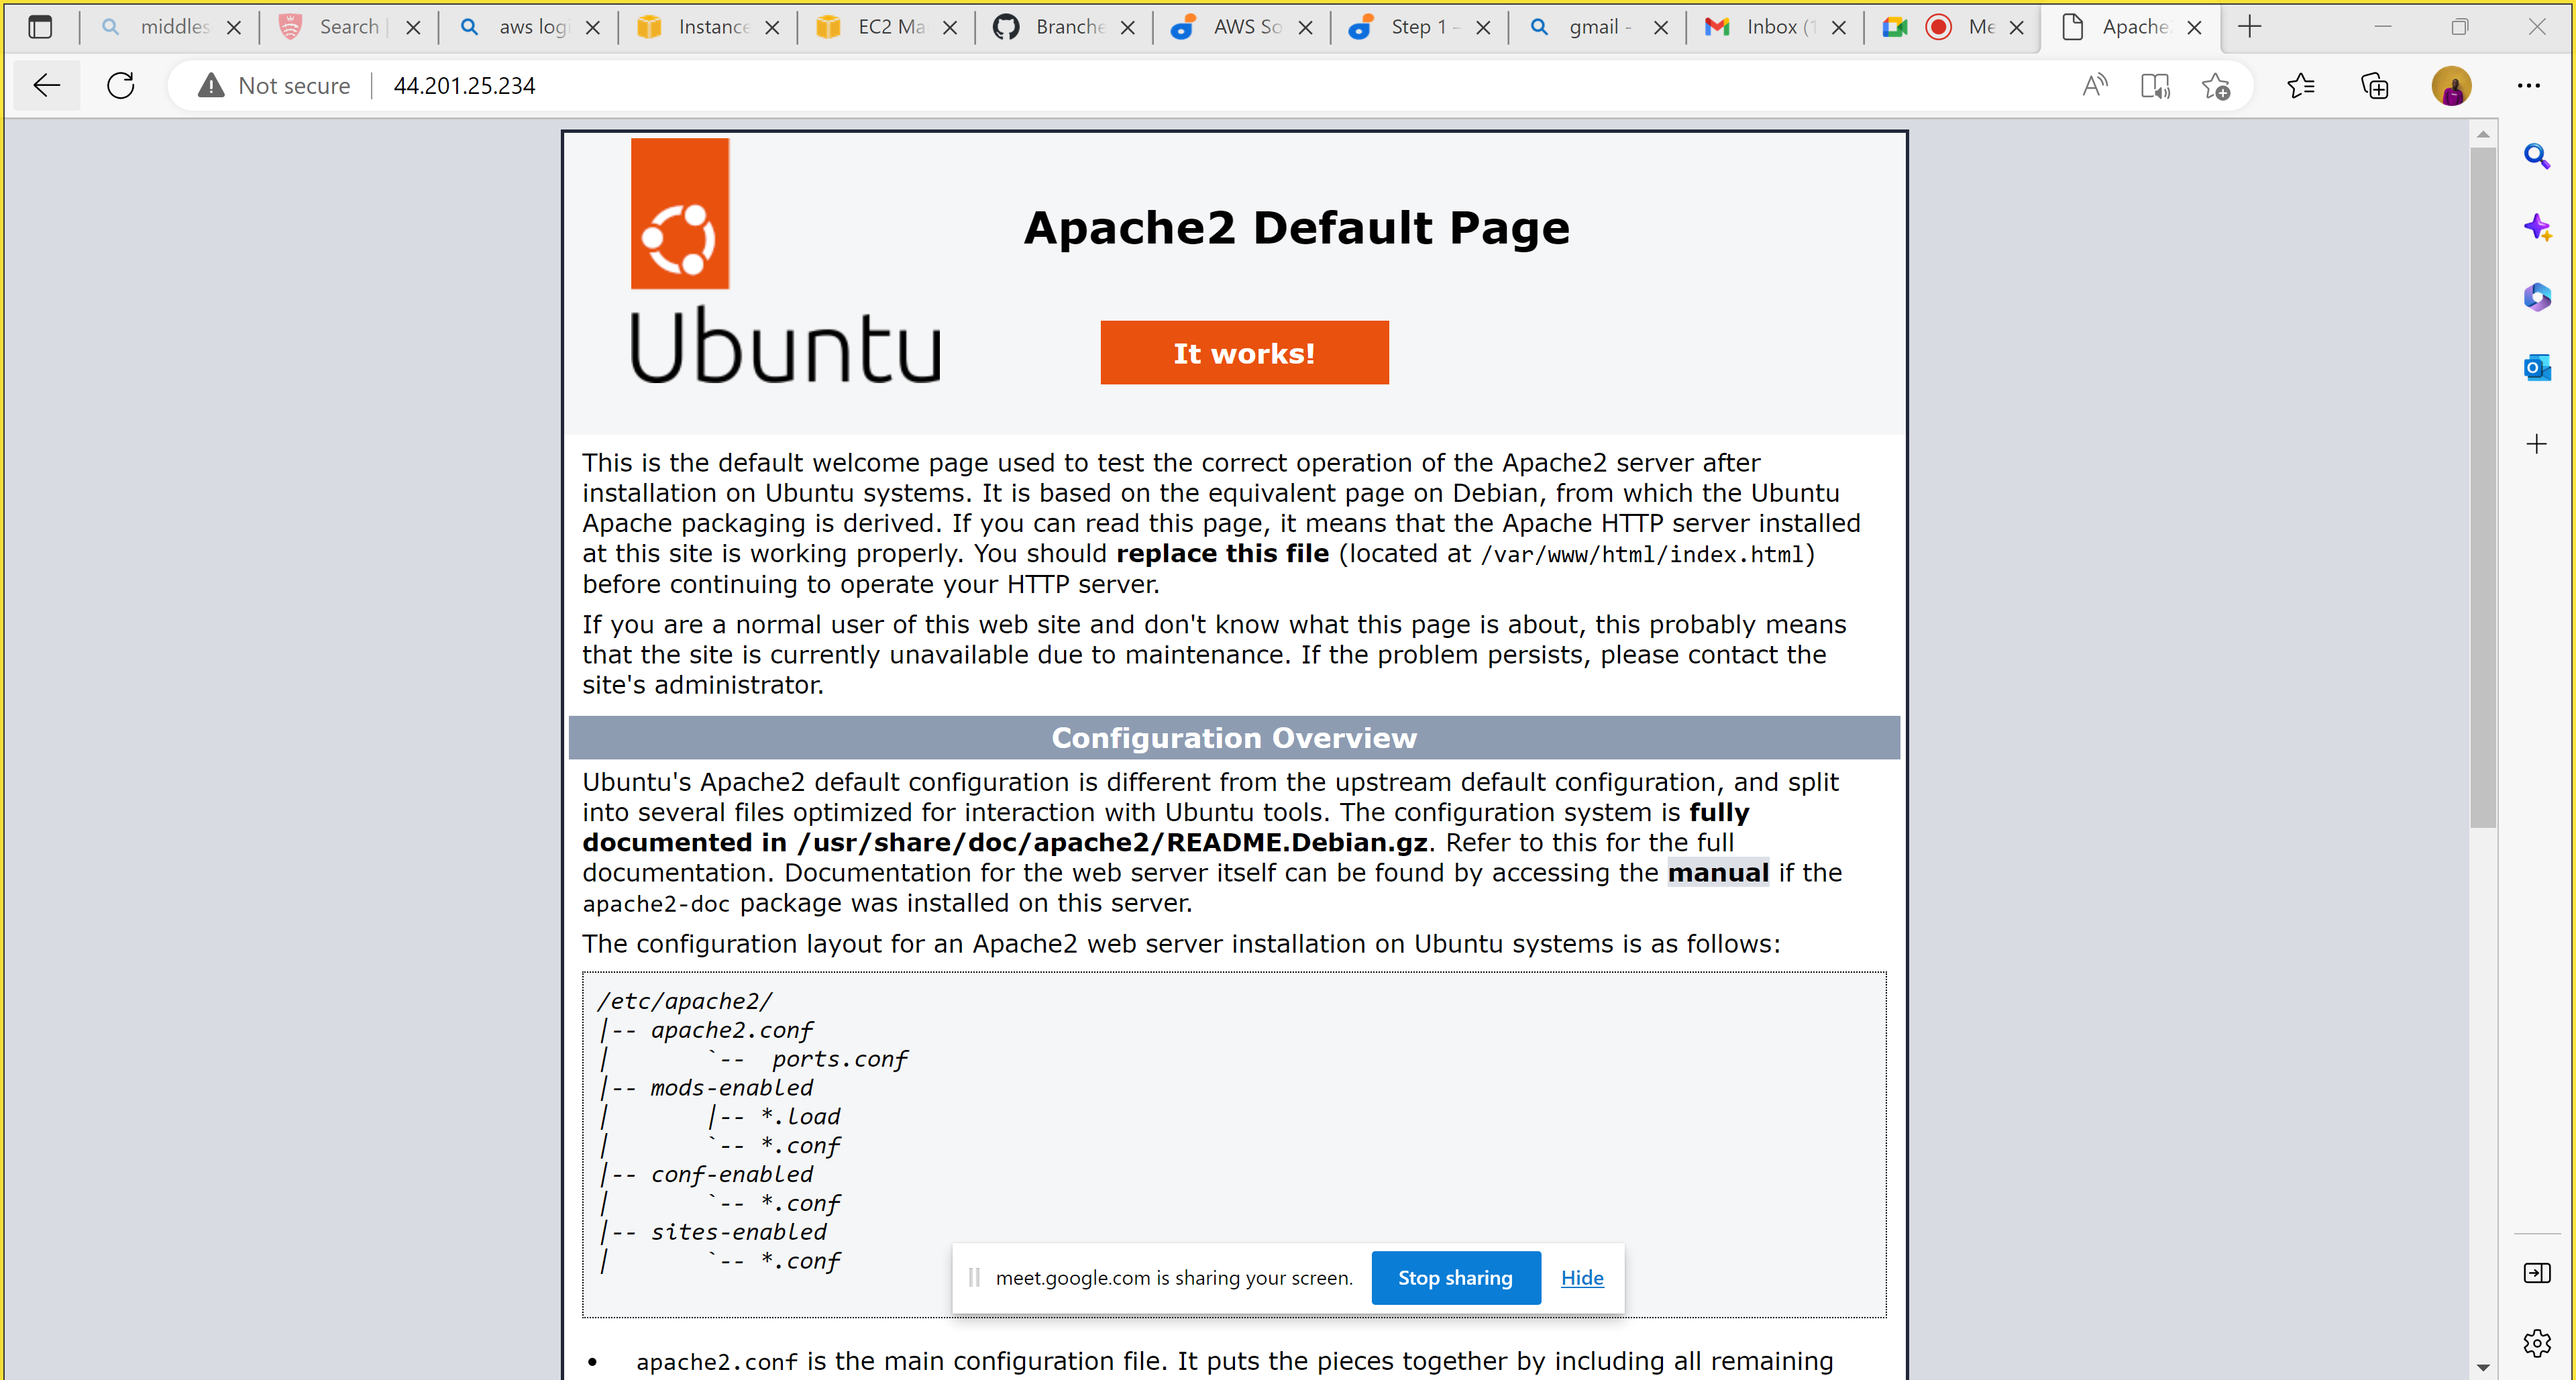 middles
Search
aws log
Instance
EC2 Ma
Branche
AWS So
Step 1 -
gmail -
Inbox (1
Me
Apache
Not secure
44.201.25.234
Apache2 Default Page
Ubuntu
It works!
This is the default welcome page used to test the correct operation of the Apache2 server after
installation on Ubuntu systems. It is based on the equivalent page on Debian, from which the Ubuntu
Apache packaging is derived. If you can read this page, it means that the Apache HTTP server installed
at this site is working properly. You should replace this file (located at /var/www/html/index.html)
before continuing to operate your HTTP server.
If you are a normal user of this web site and don't know what this page is about, this probably means
that the site is currently unavailable due to maintenance. If the problem persists, please contact the
site's administrator.
Configuration Overview
Ubuntu's Apache2 default configuration is different from the upstream default configuration, and split
into several files optimized for interaction with Ubuntu tools. The configuration system is fully
documented in /usr/share/doc/apache2/README.Debian.gz. Refer to this for the full
documentation. Documentation for the web server itself can be found by accessing the manual if the
apache2-doc package was installed on this server.
The configuration layout for an Apache2 web server installation on Ubuntu systems is as follows:
/etc/apache2/
|-- apache2.conf
|       `--  ports.conf
|-- mods-enabled
|       |-- *.load
|       `-- *.conf
|-- conf-enabled
|       `-- *.conf
|-- sites-enabled
|       `-- *.conf
meet.google.com is sharing your screen.
Stop sharing
Hide
• apache2.conf is the main configuration file. It puts the pieces together by including all remaining